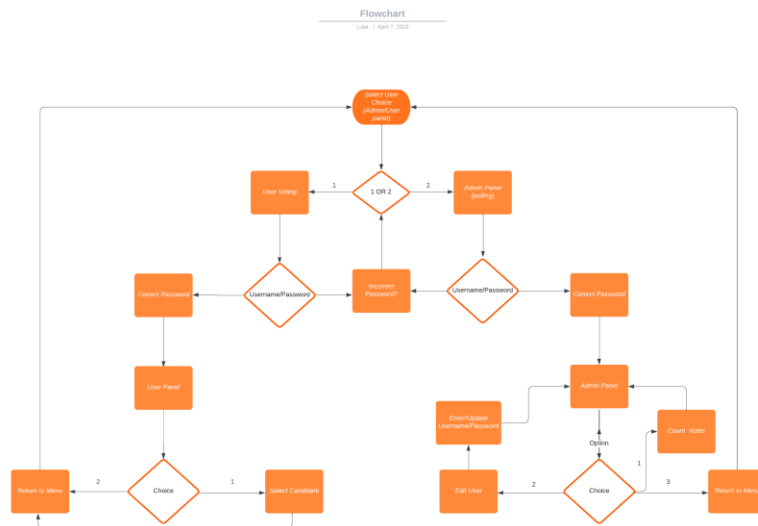 Flowchart
Luke | April 7, 2023
Select User
Choice
(Admin/User
panel)
User Voting
1
1 OR 2
2
Admin Panel
(pulling)
Correct Password
Username/Password
Incorrect
Password?
Username/Password
Correct Password
User Panel
Admin Panel
Enter/Update
Username/Password
Count Votes
Option
Return to Menu
2
Choice
1
Select Candidate
Edit User
2
Choice
1
3
Return to Menu